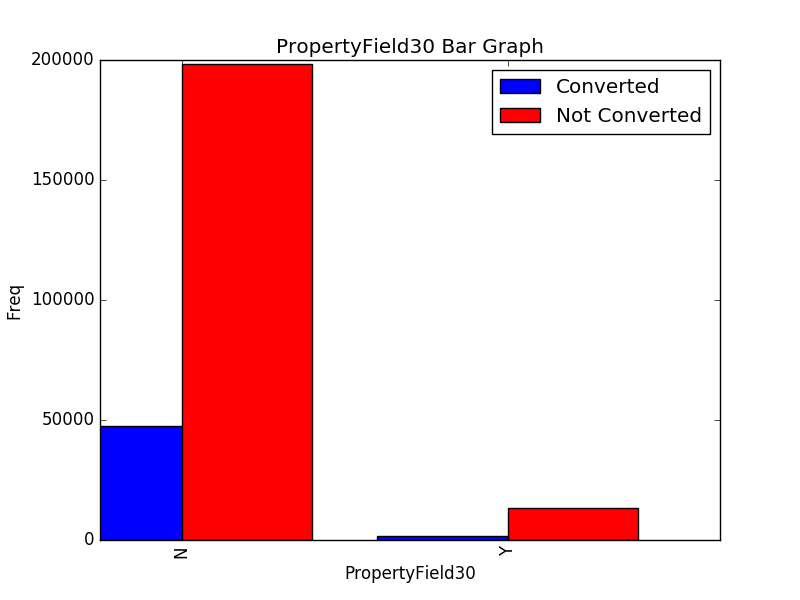 PropertyField30 Bar Graph
200000
150000
100000
50000
0
Freq
Converted
Not Converted
N
Y
PropertyField30